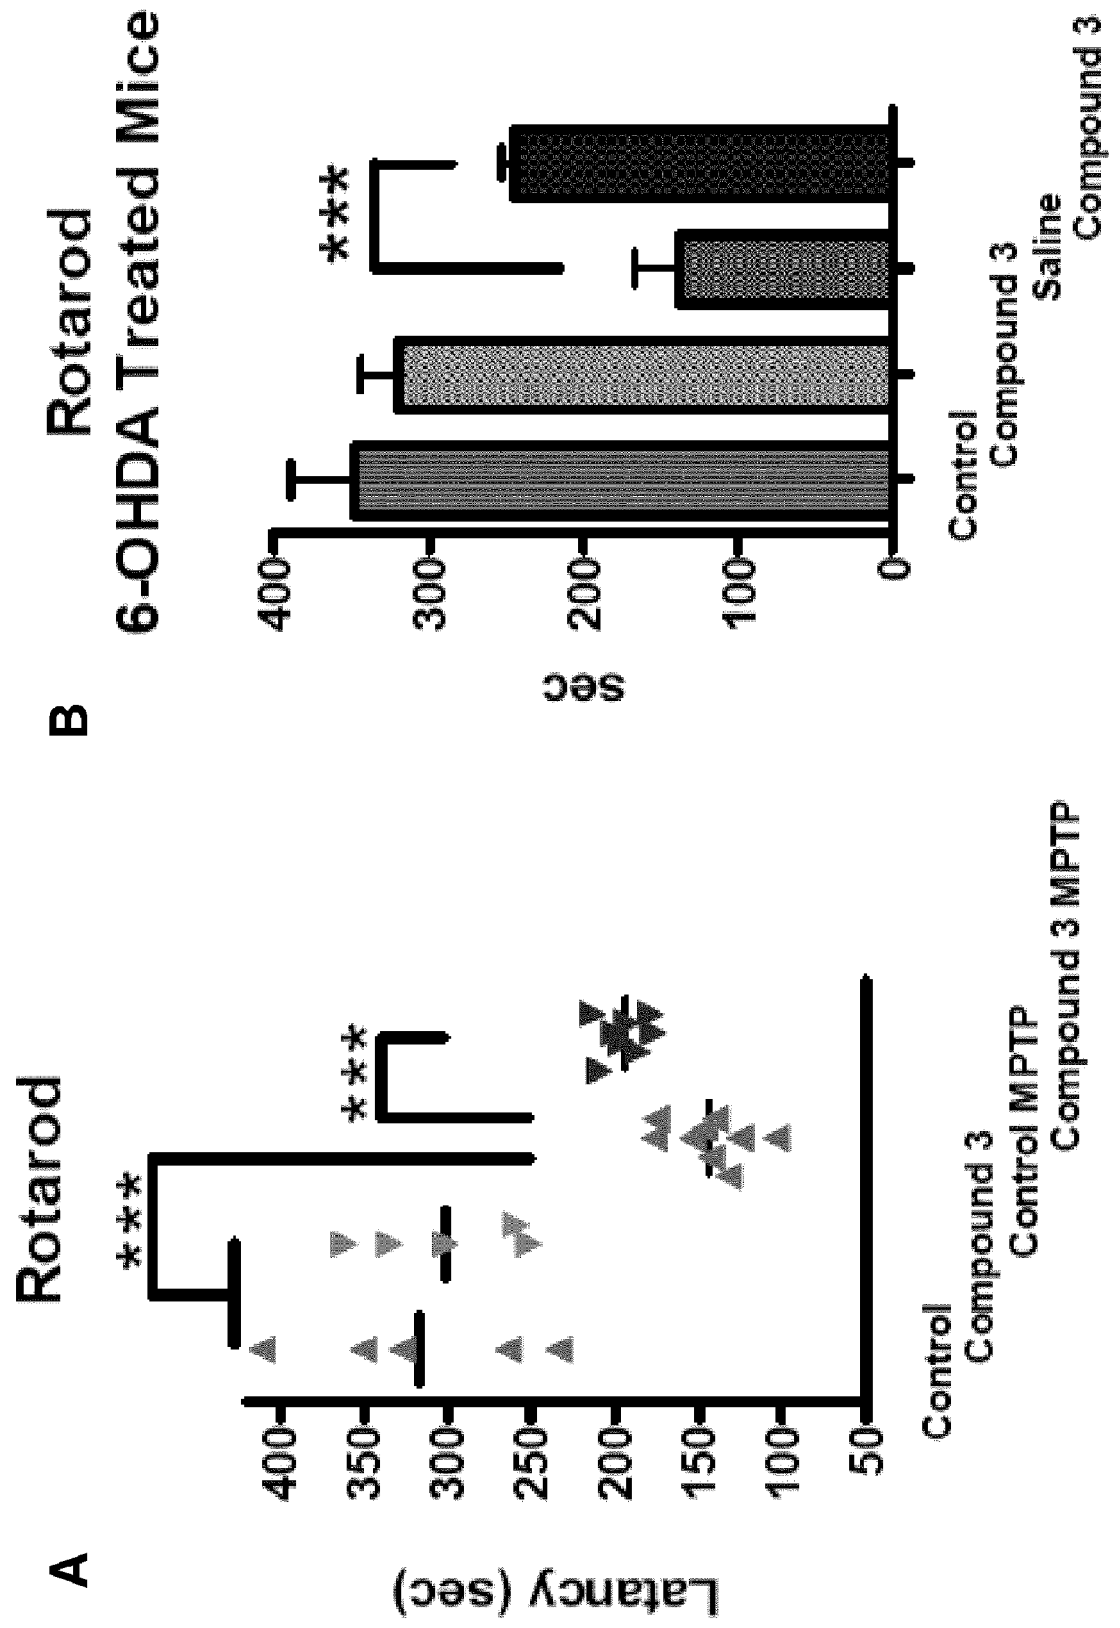 A
Rotarod
***
***
Latancy (sec)
400
350
300
250
200
150
100
50
Control
Compound 3
Control MPTP
Compound 3 MPTP
B
Rotarod
6-OHDA Treated Mice
***
sec
400
300
200
100
0
Control
Compound 3
Saline
Compound 3